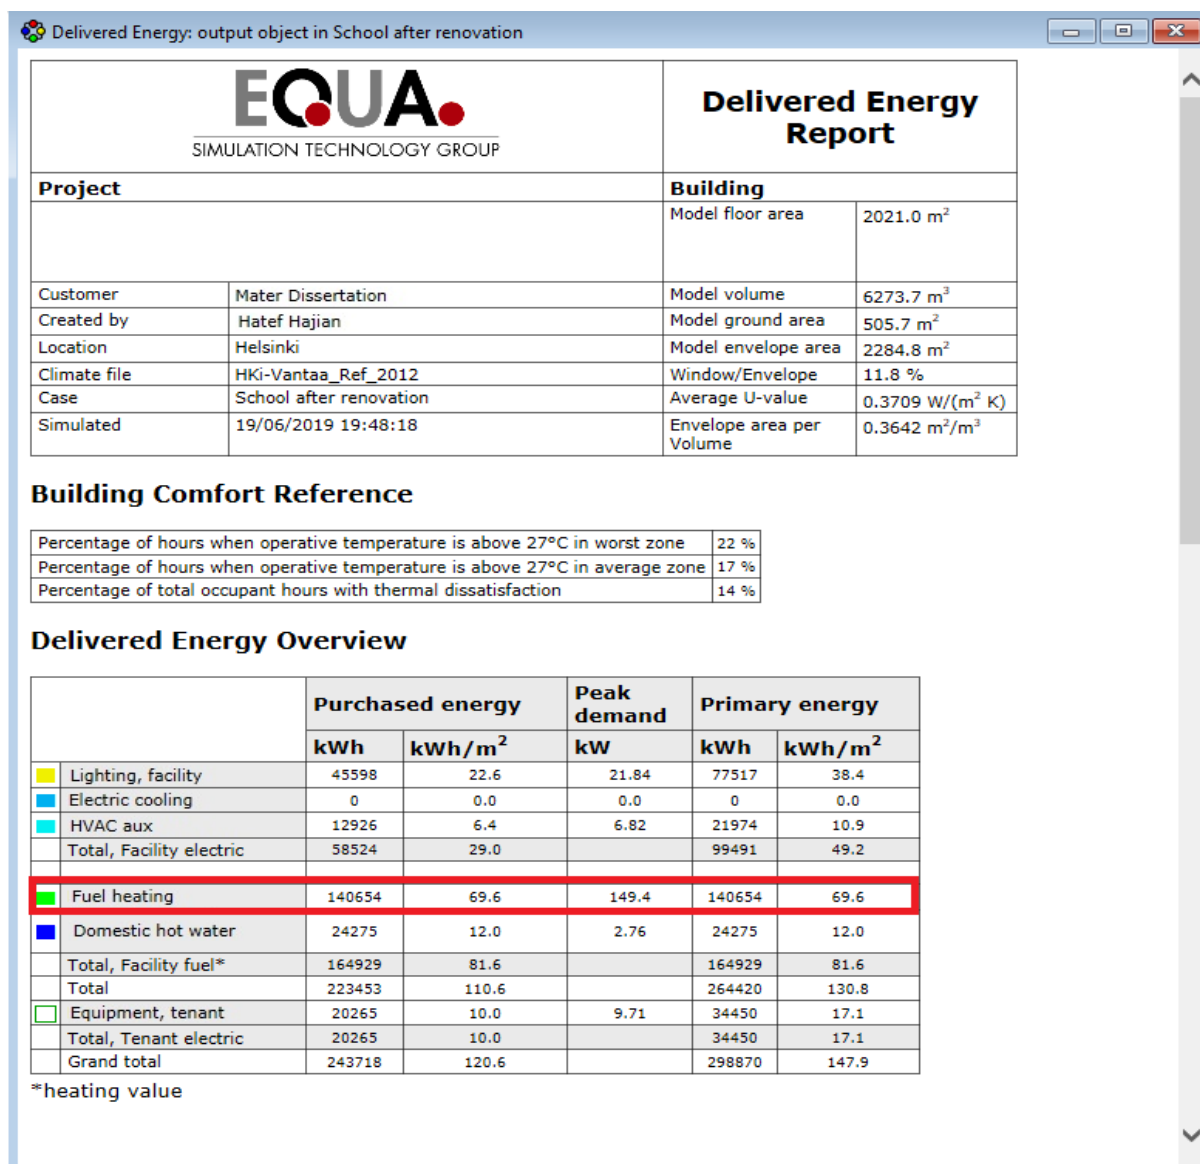 Delivered Energy: output object in School after renovation
EQUA.
SIMULATION TECHNOLOGY GROUP
Delivered Energy
Report
Project
Building
Model floor area 2021.0 m²
Customer Mater Dissertation Model volume 6273.7 m³
Created by Hatef Hajian Model ground area 505.7 m²
Location Helsinki Model envelope area 2284.8 m²
Climate file HKi-Vantaa_Ref_2012 Window/Envelope 11.8 %
Case School after renovation Average U-value 0.3709 W/(m² K)
Simulated 19/06/2019 19:48:18 Envelope area per 0.3642 m²/m³
Volume
Building Comfort Reference
Percentage of hours when operative temperature is above 27°C in worst zone 22 %
Percentage of hours when operative temperature is above 27°C in average zone 17 %
Percentage of total occupant hours with thermal dissatisfaction 14 %
Delivered Energy Overview
Purchased energy Peak demand Primary energy
kWh kWh/m² kW kWh kWh/m²
Lighting, facility 45598 22.6 21.84 77517 38.4
Electric cooling 0 0.0 0.0 0 0.0
HVAC aux 12926 6.4 6.82 21974 10.9
Total, Facility electric 58524 29.0 99491 49.2
Fuel heating 140654 69.6 149.4 140654 69.6
Domestic hot water 24275 12.0 2.76 24275 12.0
Total, Facility fuel* 164929 81.6 164929 81.6
Total 223453 110.6 264420 130.8
Equipment, tenant 20265 10.0 9.71 34450 17.1
Total, Tenant electric 20265 10.0 34450 17.1
Grand total 243718 120.6 298870 147.9
*heating value